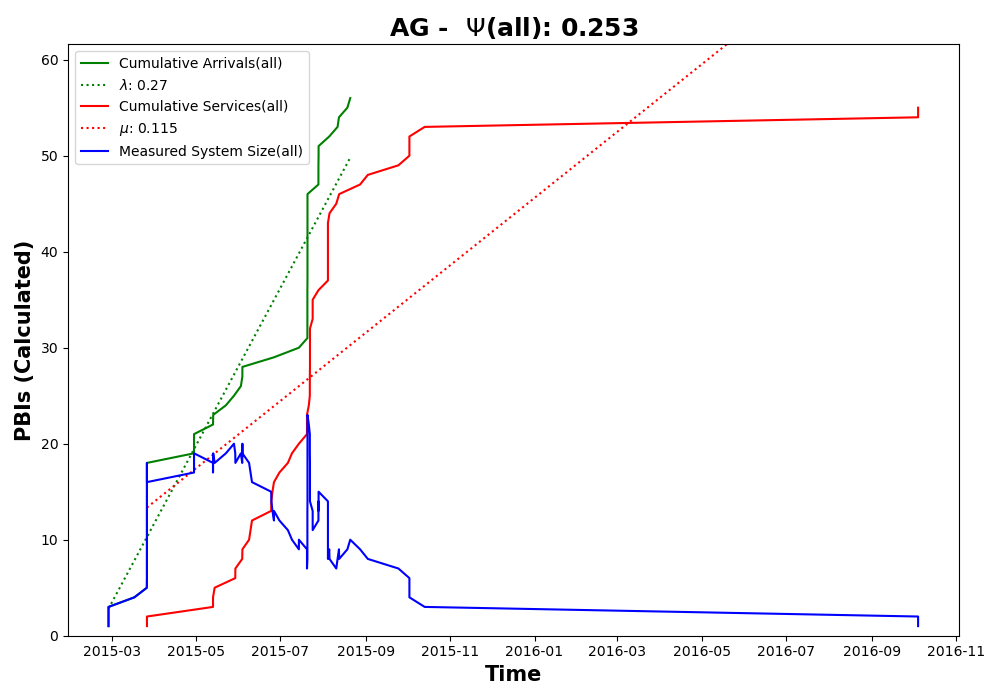 AG -  Ψ(all): 0.253
Cumulative Arrivals(all)
λ: 0.27
Cumulative Services(all)
μ: 0.115
Measured System Size(all)
PBIs (Calculated)
60
50
40
30
20
10
0
2015-03 2015-05 2015-07 2015-09 2015-11 2016-01 2016-03 2016-05 2016-07 2016-09 2016-11
Time